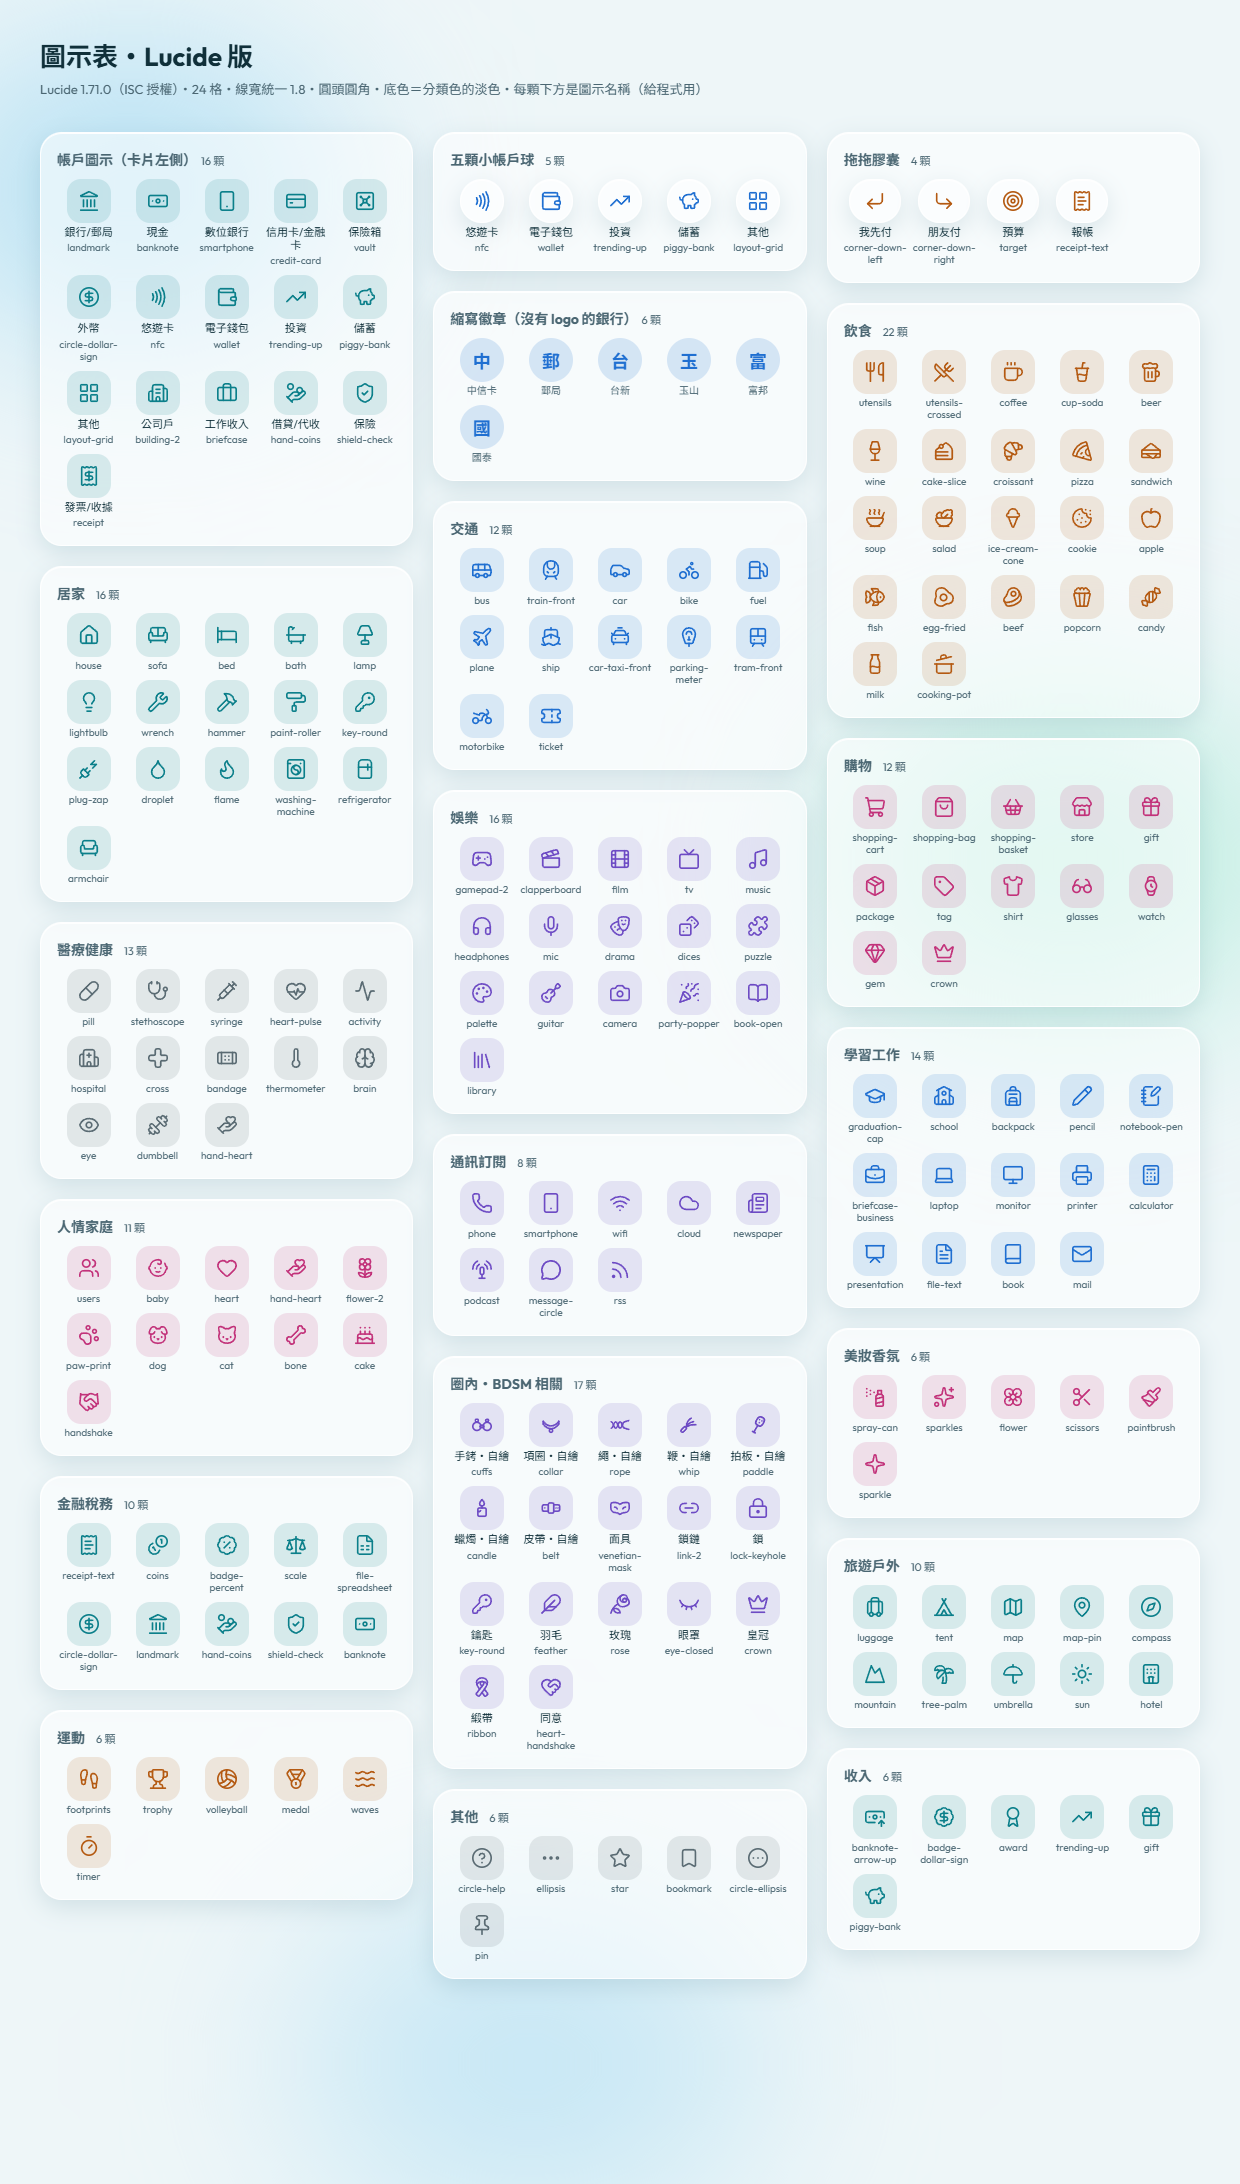 圖示表・Lucide 版
Lucide 1.71.0（ISC 授權）・24 格・線寬統一 1.8・圓頭圓角・底色＝分類色的淡色・每顆下方是圖示名稱（給程式用）
帳戶圖示（卡片左側） 16 顆
銀行/郵局 現金 數位銀行 信用卡/金融卡 保險箱
landmark banknote smartphone credit-card vault
外幣 悠遊卡 電子錢包 投資 儲蓄
circle-dollar-sign nfc wallet trending-up piggy-bank
其他 公司戶 工作收入 借貸/代收 保險
layout-grid building-2 briefcase hand-coins shield-check
發票/收據
receipt
居家 16 顆
house sofa bed bath lamp
lightbulb wrench hammer paint-roller key-round
plug-zap droplet flame washing-machine refrigerator
armchair
醫療健康 13 顆
pill stethoscope syringe heart-pulse activity
hospital cross bandage thermometer brain
eye dumbbell hand-heart
人情家庭 11 顆
users baby heart hand-heart flower-2
paw-print dog cat bone cake
handshake
金融稅務 10 顆
receipt-text coins badge-percent scale file-spreadsheet
circle-dollar-sign landmark hand-coins shield-check banknote
運動 6 顆
footprints trophy volleyball medal waves
timer
五顆小帳戶球 5 顆
悠遊卡 電子錢包 投資 儲蓄 其他
nfc wallet trending-up piggy-bank layout-grid
縮寫徽章（沒有 logo 的銀行） 6 顆
中 郵 台 玉 富
中信卡 郵局 台新 玉山 富邦
國
國泰
交通 12 顆
bus train-front car bike fuel
plane ship car-taxi-front parking-meter tram-front
motorbike ticket
娛樂 16 顆
gamepad-2 clapperboard film tv music
headphones mic drama dices puzzle
palette guitar camera party-popper book-open
library
通訊訂閱 8 顆
phone smartphone wifi cloud newspaper
podcast message-circle rss
圈內・BDSM 相關 17 顆
手銬・自繪 項圈・自繪 繩・自繪 鞭・自繪 拍板・自繪
cuffs collar rope whip paddle
蠟燭・自繪 皮帶・自繪 面具 鎖鏈 鎖
candle belt venetian-mask link-2 lock-keyhole
鑰匙 羽毛 玫瑰 眼罩 皇冠
key-round feather rose eye-closed crown
緞帶 同意
ribbon heart-handshake
其他 6 顆
circle-help ellipsis star bookmark circle-ellipsis
pin
拖拖膠囊 4 顆
我先付 朋友付 預算 報帳
corner-down-left corner-down-right target receipt-text
飲食 22 顆
utensils utensils-crossed coffee cup-soda beer
wine cake-slice croissant pizza sandwich
soup salad ice-cream-cone cookie apple
fish egg-fried beef popcorn candy
milk cooking-pot
購物 12 顆
shopping-cart shopping-bag shopping-basket store gift
package tag shirt glasses watch
gem crown
學習工作 14 顆
graduation-cap school backpack pencil notebook-pen
briefcase-business laptop monitor printer calculator
presentation file-text book mail
美妝香氛 6 顆
spray-can sparkles flower scissors paintbrush
sparkle
旅遊戶外 10 顆
luggage tent map map-pin compass
mountain tree-palm umbrella sun hotel
收入 6 顆
banknote-arrow-up badge-dollar-sign award trending-up gift
piggy-bank